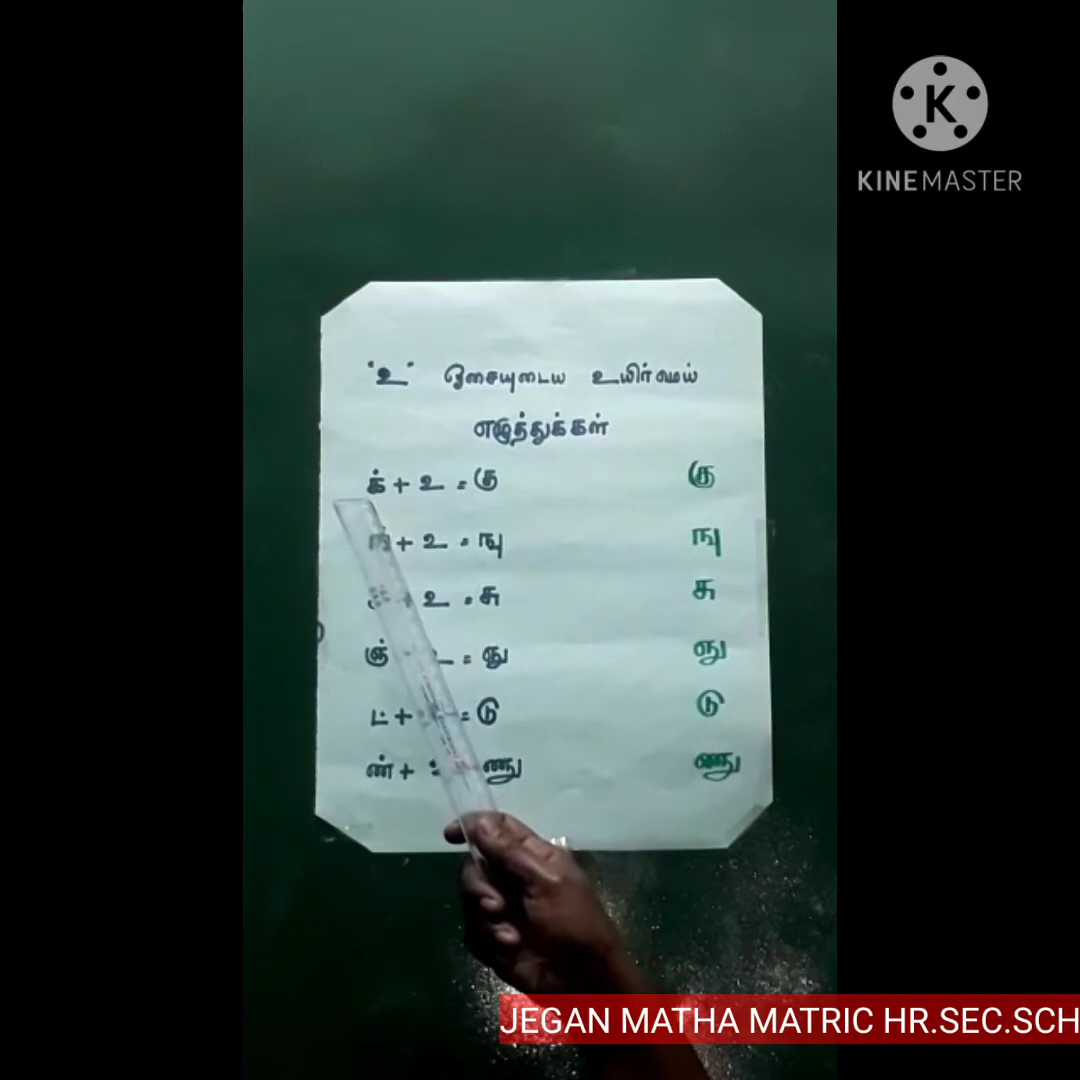 KINEMASTER
"உ" ஓசையுடைய உயிர்மெய்
எழுத்துக்கள்
க் + உ = கு கு
ங் + உ = ஙு ஙு
+ உ = சு சு
ஞ் = ஞு ஞு
ட் + = டு டு
ண் + ணு ணு
JEGAN MATHA MATRIC HR.SEC.SCH